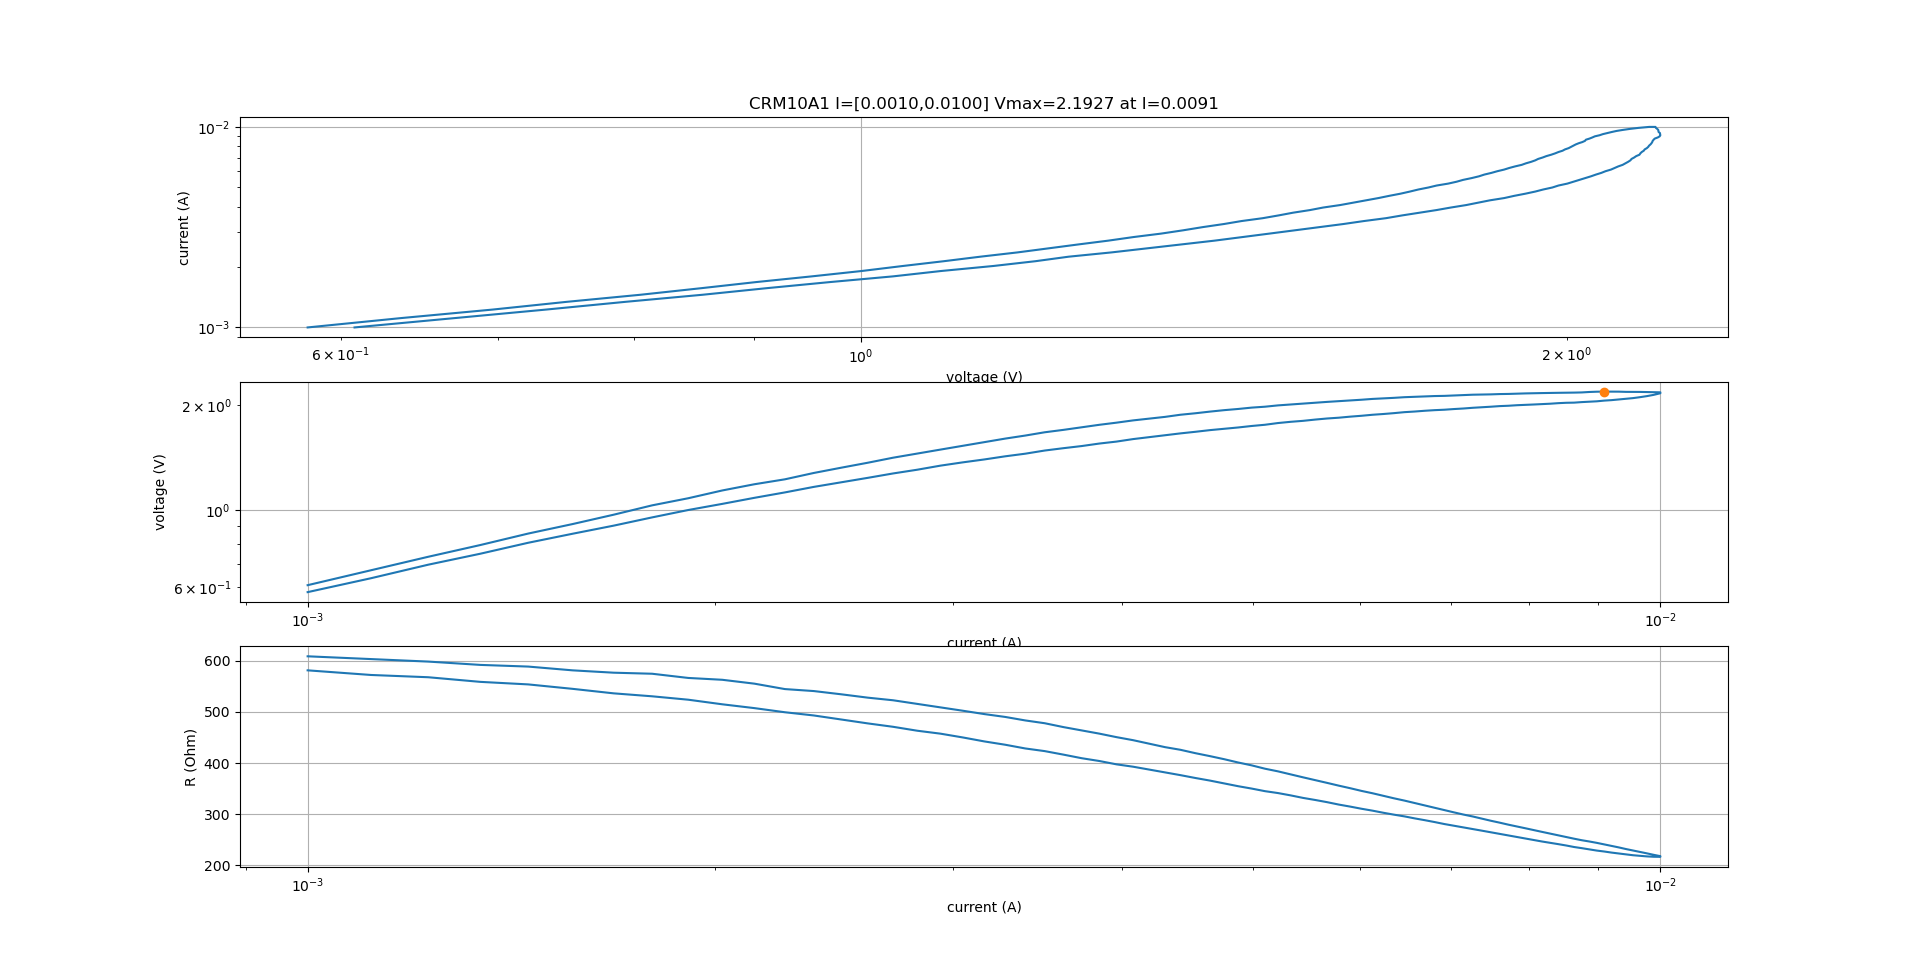 CRM10A1 I=[0.0010,0.0100] Vmax=2.1927 at I=0.0091
10⁻²
current (A)
10⁻³
6 × 10⁻¹ 10⁰ 2 × 10⁰
voltage (V)
2 × 10⁰
voltage (V)
10⁰
6 × 10⁻¹
10⁻³ 10⁻²
current (A)
600
500
R (Ohm)
400
300
200
10⁻³ 10⁻²
current (A)